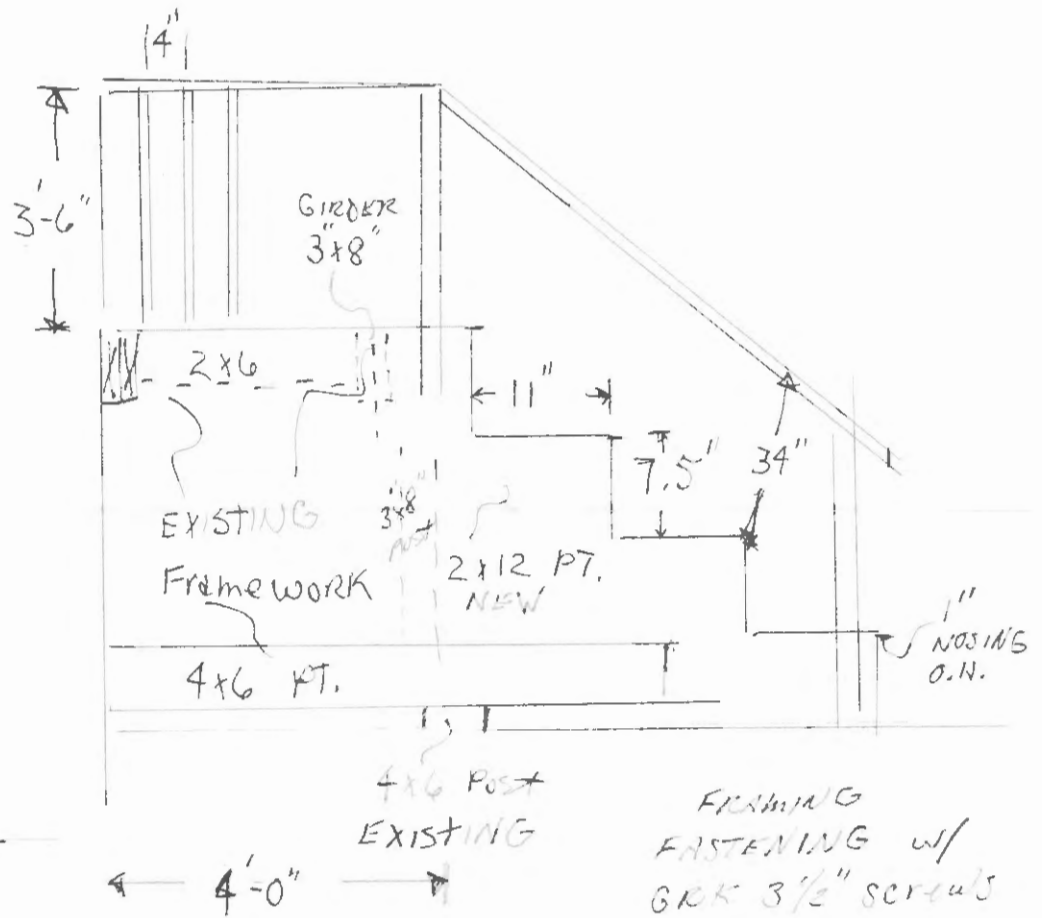 4"
3'-6"
GIRDER
3"x8"
2x6
11"
7.5"
34"
EXISTING
Framework
3"x8"
2x12 PT.
NEW
1"
NOSING
O.H.
4x6 PT.
4x6 Post
EXISTING
4'-0"
FRAMING
FASTENING w/
GRK 3 1/2" screws